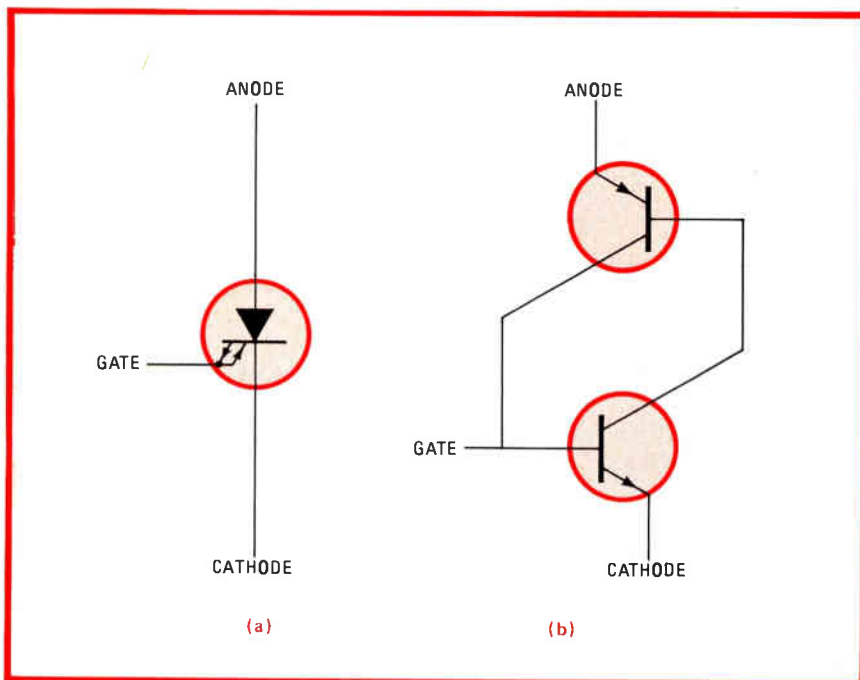 ANODE
GATE
CATHODE
(a)
ANODE
GATE
CATHODE
(b)